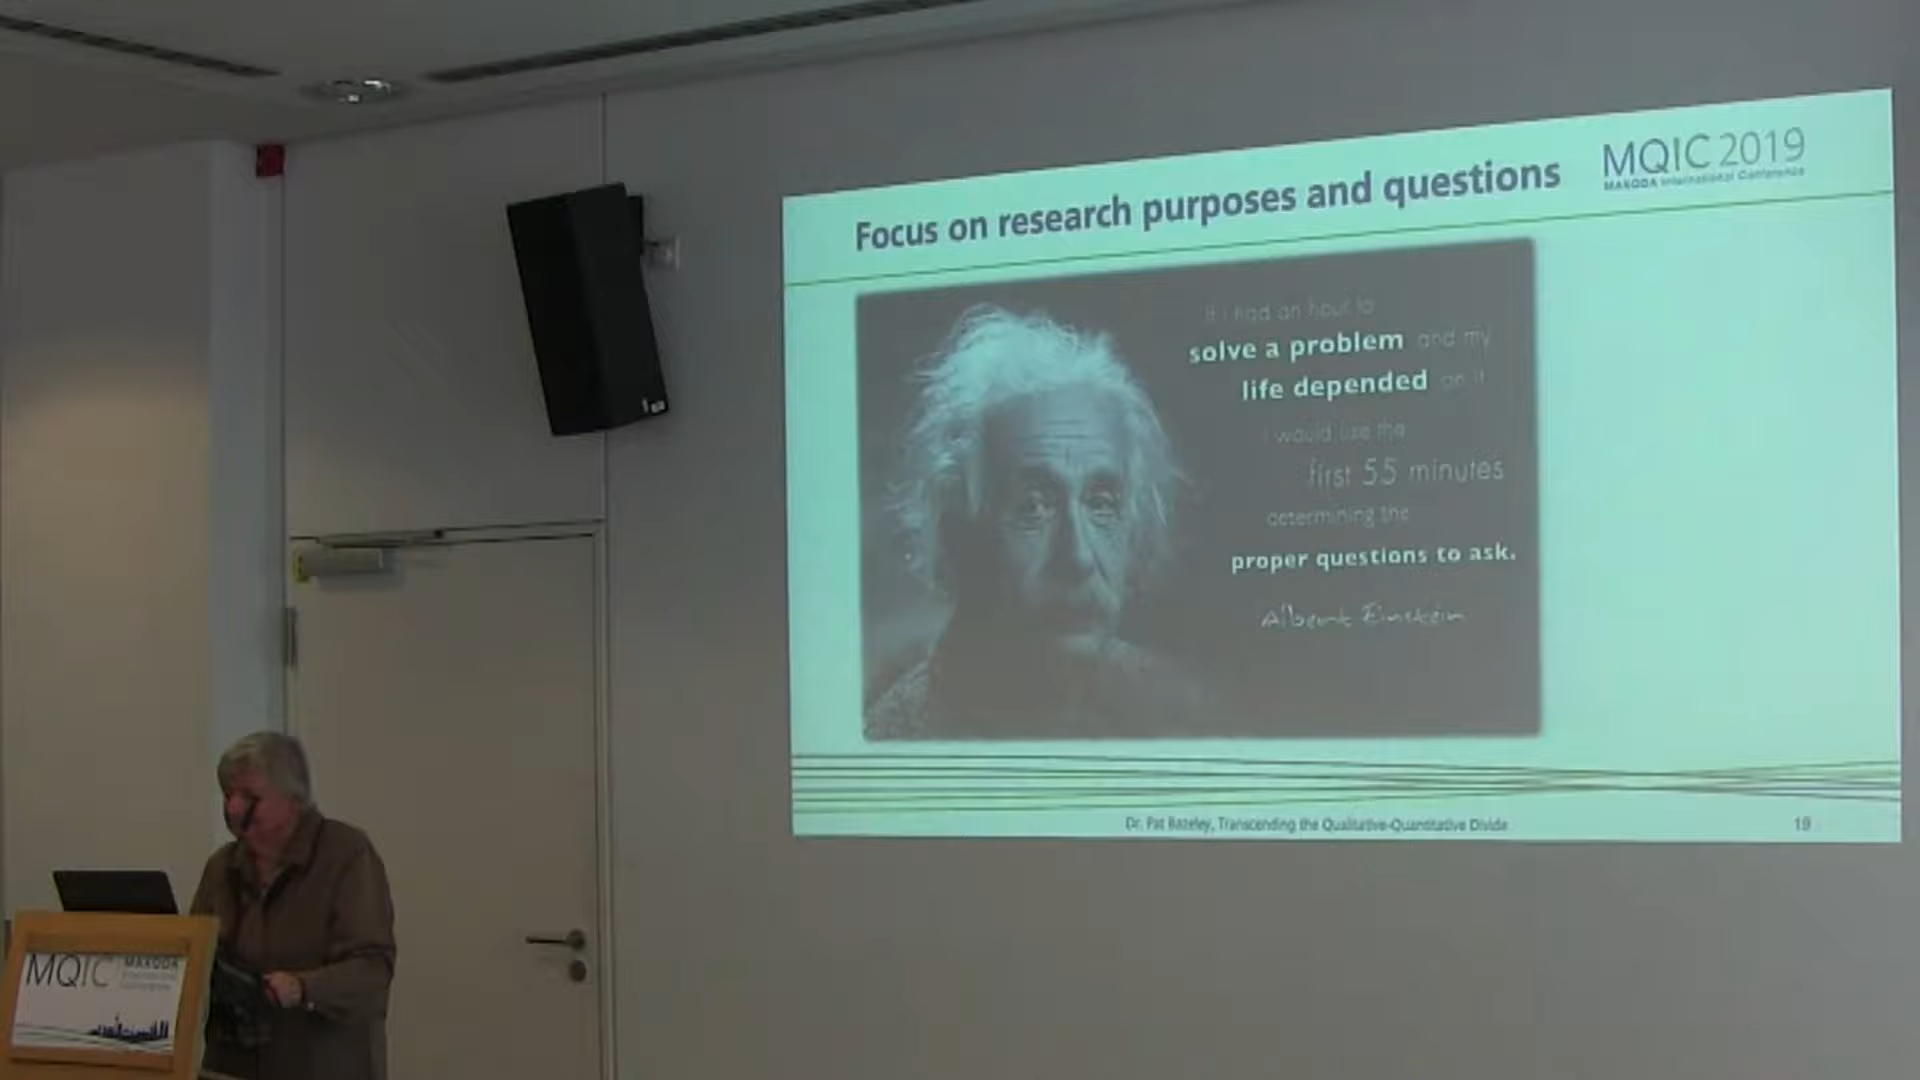 Focus on research purposes and questions
MQIC 2019
MAXQDA International Conference
If I had an hour to
solve a problem and my
life depended on it
I would use the
first 55 minutes
determining the
proper questions to ask.
Albert Einstein
Dr. Pat Bazeley, Transcending the Qualitative-Quantitative Divide
MQIC
MAXQDA
International
Conference